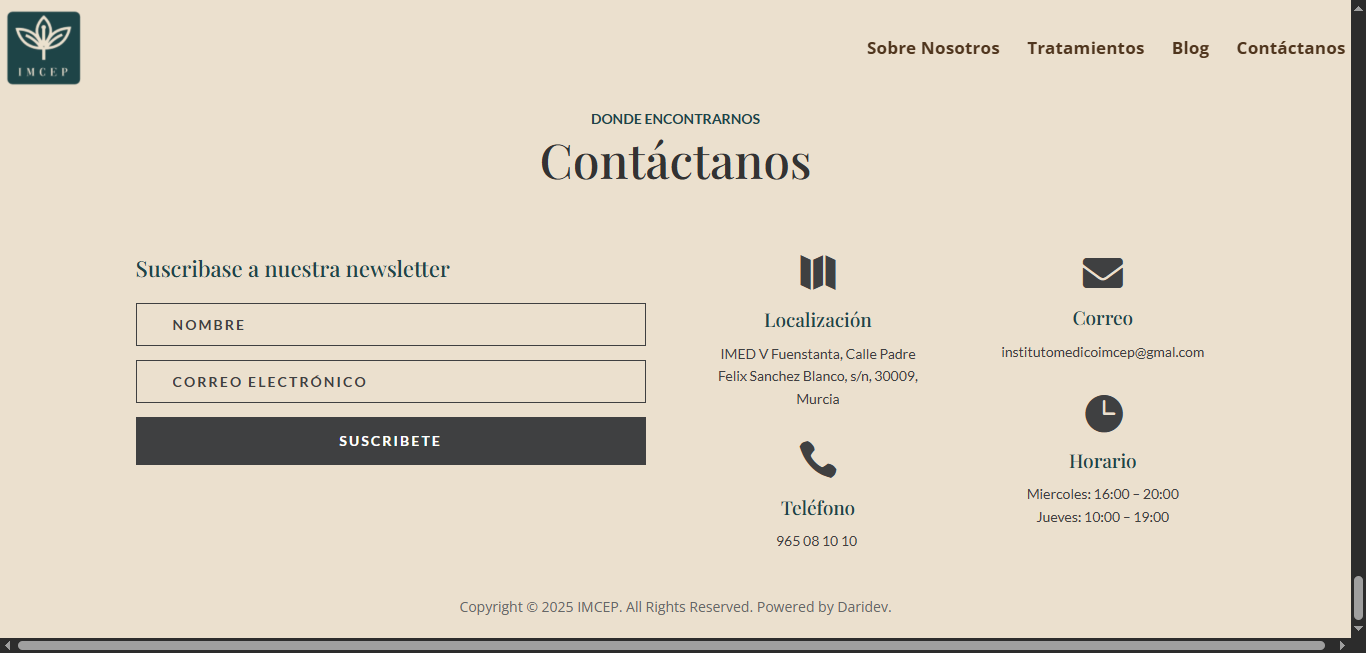 IMCEP
Sobre Nosotros Tratamientos Blog Contáctanos
DONDE ENCONTRARNOS
Contáctanos
Suscribase a nuestra newsletter
NOMBRE
CORREO ELECTRÓNICO
SUSCRIBETE
Localización
IMED V Fuenstanta, Calle Padre
Felix Sanchez Blanco, s/n, 30009,
Murcia
Teléfono
965 08 10 10
Correo
institutomedicoimcep@gmal.com
Horario
Miercoles: 16:00 – 20:00
Jueves: 10:00 – 19:00
Copyright © 2025 IMCEP. All Rights Reserved. Powered by Daridev.